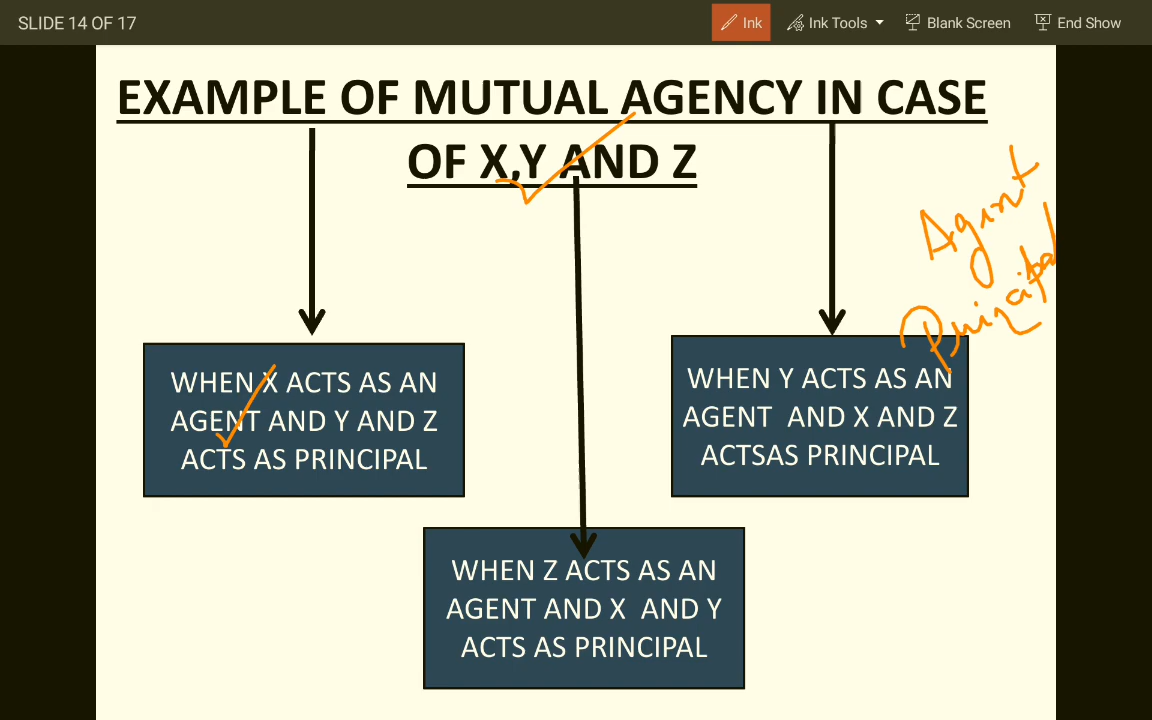 SLIDE 14 OF 17
Ink
Ink Tools
Blank Screen
End Show
EXAMPLE OF MUTUAL AGENCY IN CASE
OF X,Y AND Z
Agent
Principal
WHEN X ACTS AS AN
AGENT AND Y AND Z
ACTS AS PRINCIPAL
WHEN Y ACTS AS AN
AGENT AND X AND Z
ACTSAS PRINCIPAL
WHEN Z ACTS AS AN
AGENT AND X AND Y
ACTS AS PRINCIPAL